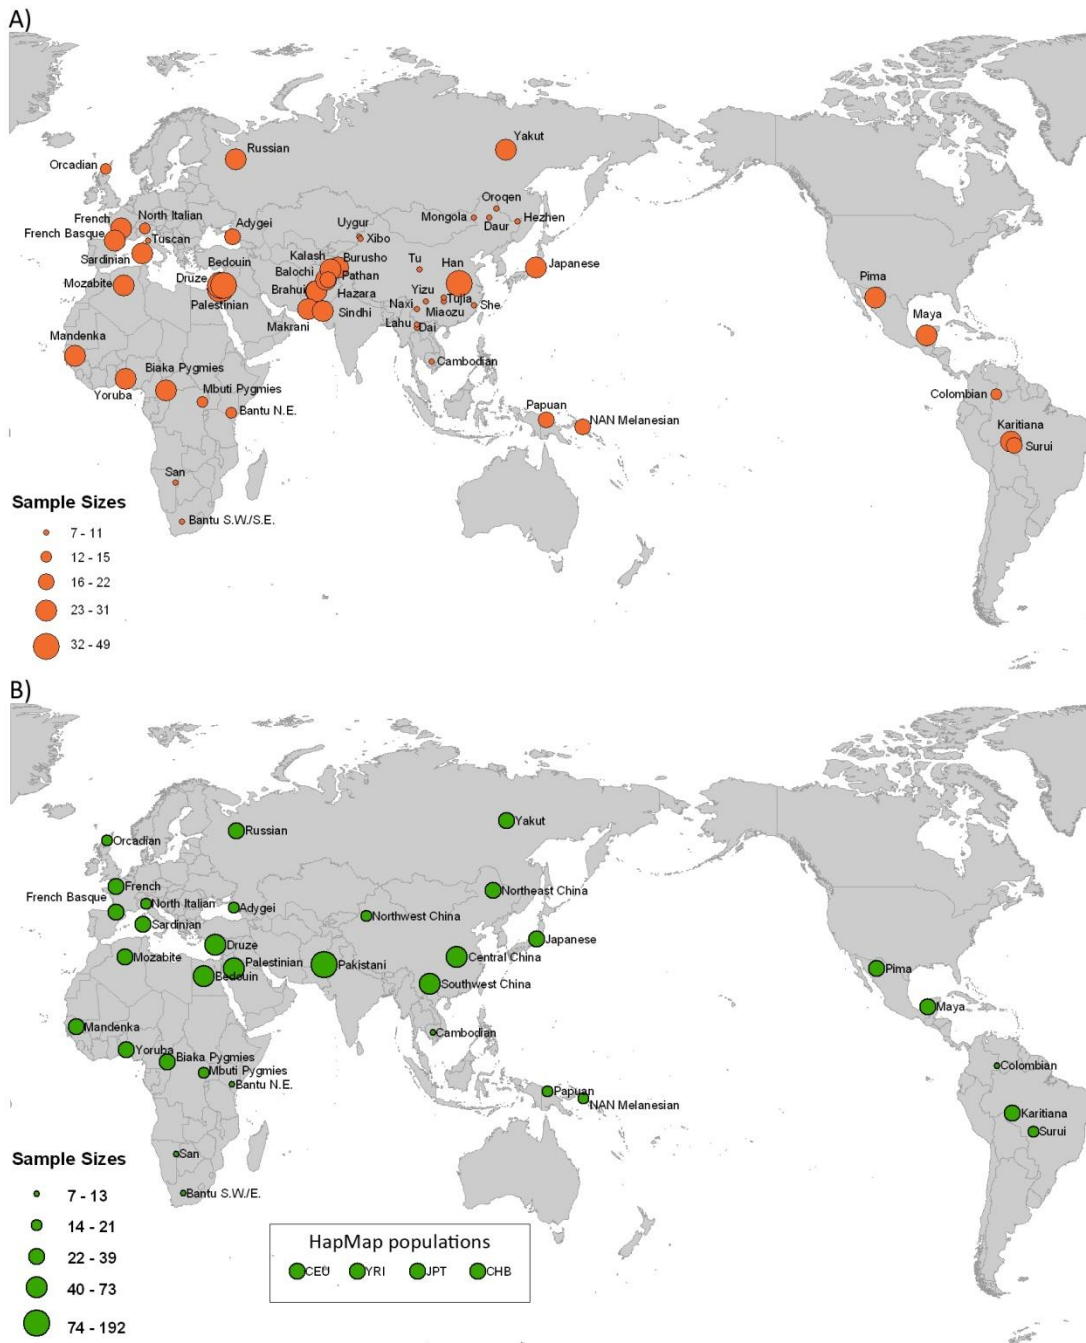 A)
Yakut
Russian
Orcadian
Oroqen
French
North Italian
Mongola
Hezhen
Adygei
Uygur
Daur
French Basque
Tuscan
Xibo
Sardinian
Bedouin
Kalash
Burusho
Tu
Han
Japanese
Balochi
Pathan
Druze
Mozabite
Brahui
Hazara
Yizu
Tujia
Pima
Palestinian
Naxi
Miaozu
She
Makrani
Sindhi
Lahu
Dai
Maya
Mandenka
Cambodian
Biaka Pygmies
Mbuti Pygmies
Yoruba
Bantu N.E.
Colombian
Papuan
NAN Melanesian
Karitiana
Surui
San
Bantu S.W./S.E.
Sample Sizes
7 - 11
12 - 15
16 - 22
23 - 31
32 - 49
B)
Yakut
Russian
Orcadian
French
Northeast China
French Basque
North Italian
Adygei
Northwest China
Sardinian
Japanese
Druze
Mozabite
Palestinian
Pakistani
Central China
Pima
Bedouin
Southwest China
Maya
Mandenka
Cambodian
Yoruba
Biaka Pygmies
Mbuti Pygmies
Bantu N.E.
Colombian
Papuan
NAN Melanesian
Karitiana
Surui
San
Bantu S.W./E.
Sample Sizes
7 - 13
14 - 21
22 - 39
40 - 73
74 - 192
HapMap populations
CEU YRI JPT CHB